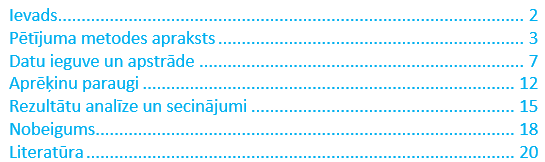 Ievads.................................................................................................................. 2
Pētījuma metodes apraksts........................................................................... 3
Datu ieguve un apstrāde ............................................................................... 7
Aprēķinu paraugi ........................................................................................... 12
Rezultātu analīze un secinājumi .................................................................. 15
Nobeigums....................................................................................................... 18
Literatūra.......................................................................................................... 20